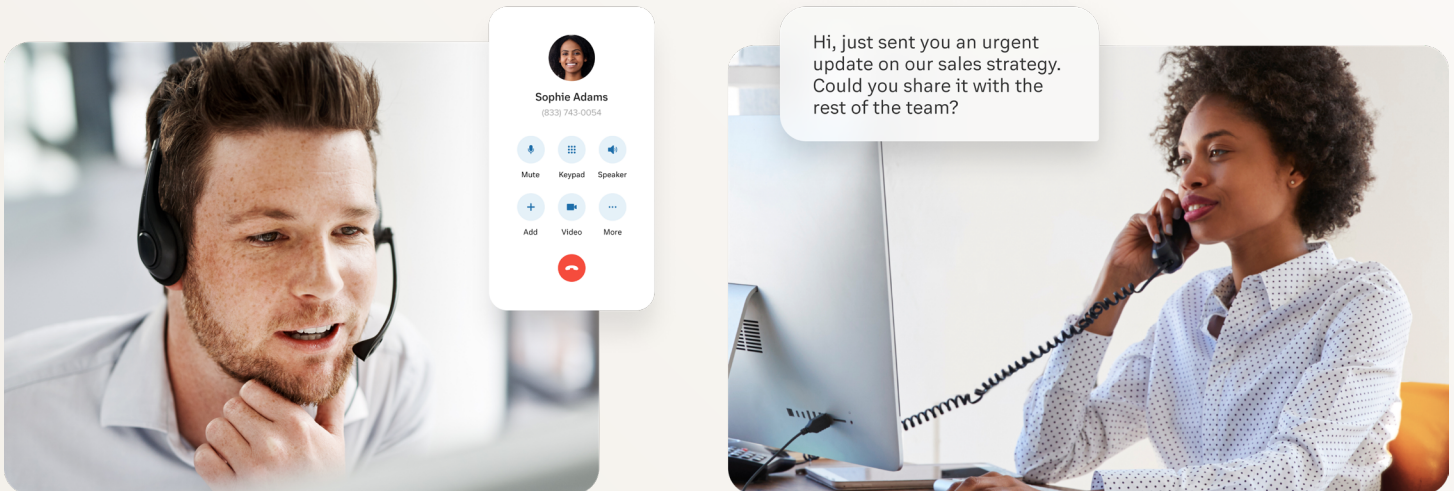 Sophie Adams
(833) 743-0054
Mute Keypad Speaker
Add Video More
Hi, just sent you an urgent
update on our sales strategy.
Could you share it with the
rest of the team?